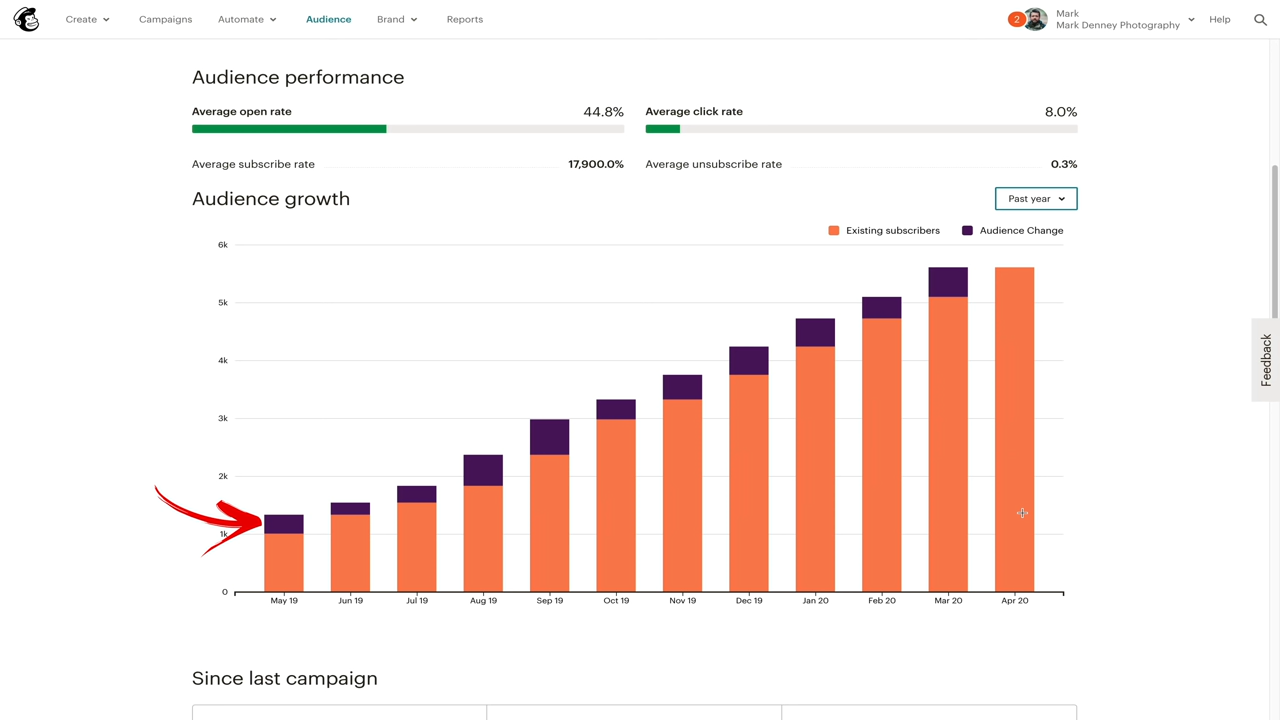 Create Campaigns Automate Audience Brand Reports 2 Mark Help
Mark Denney Photography
Audience performance
Average open rate 44.8% Average click rate 8.0%
Average subscribe rate 17,900.0% Average unsubscribe rate 0.3%
Audience growth Past year
Existing subscribers Audience Change
6k
5k
Feedback
4k
3k
2k
1k
0
May 19 Jun 19 Jul 19 Aug 19 Sep 19 Oct 19 Nov 19 Dec 19 Jan 20 Feb 20 Mar 20 Apr 20
Since last campaign